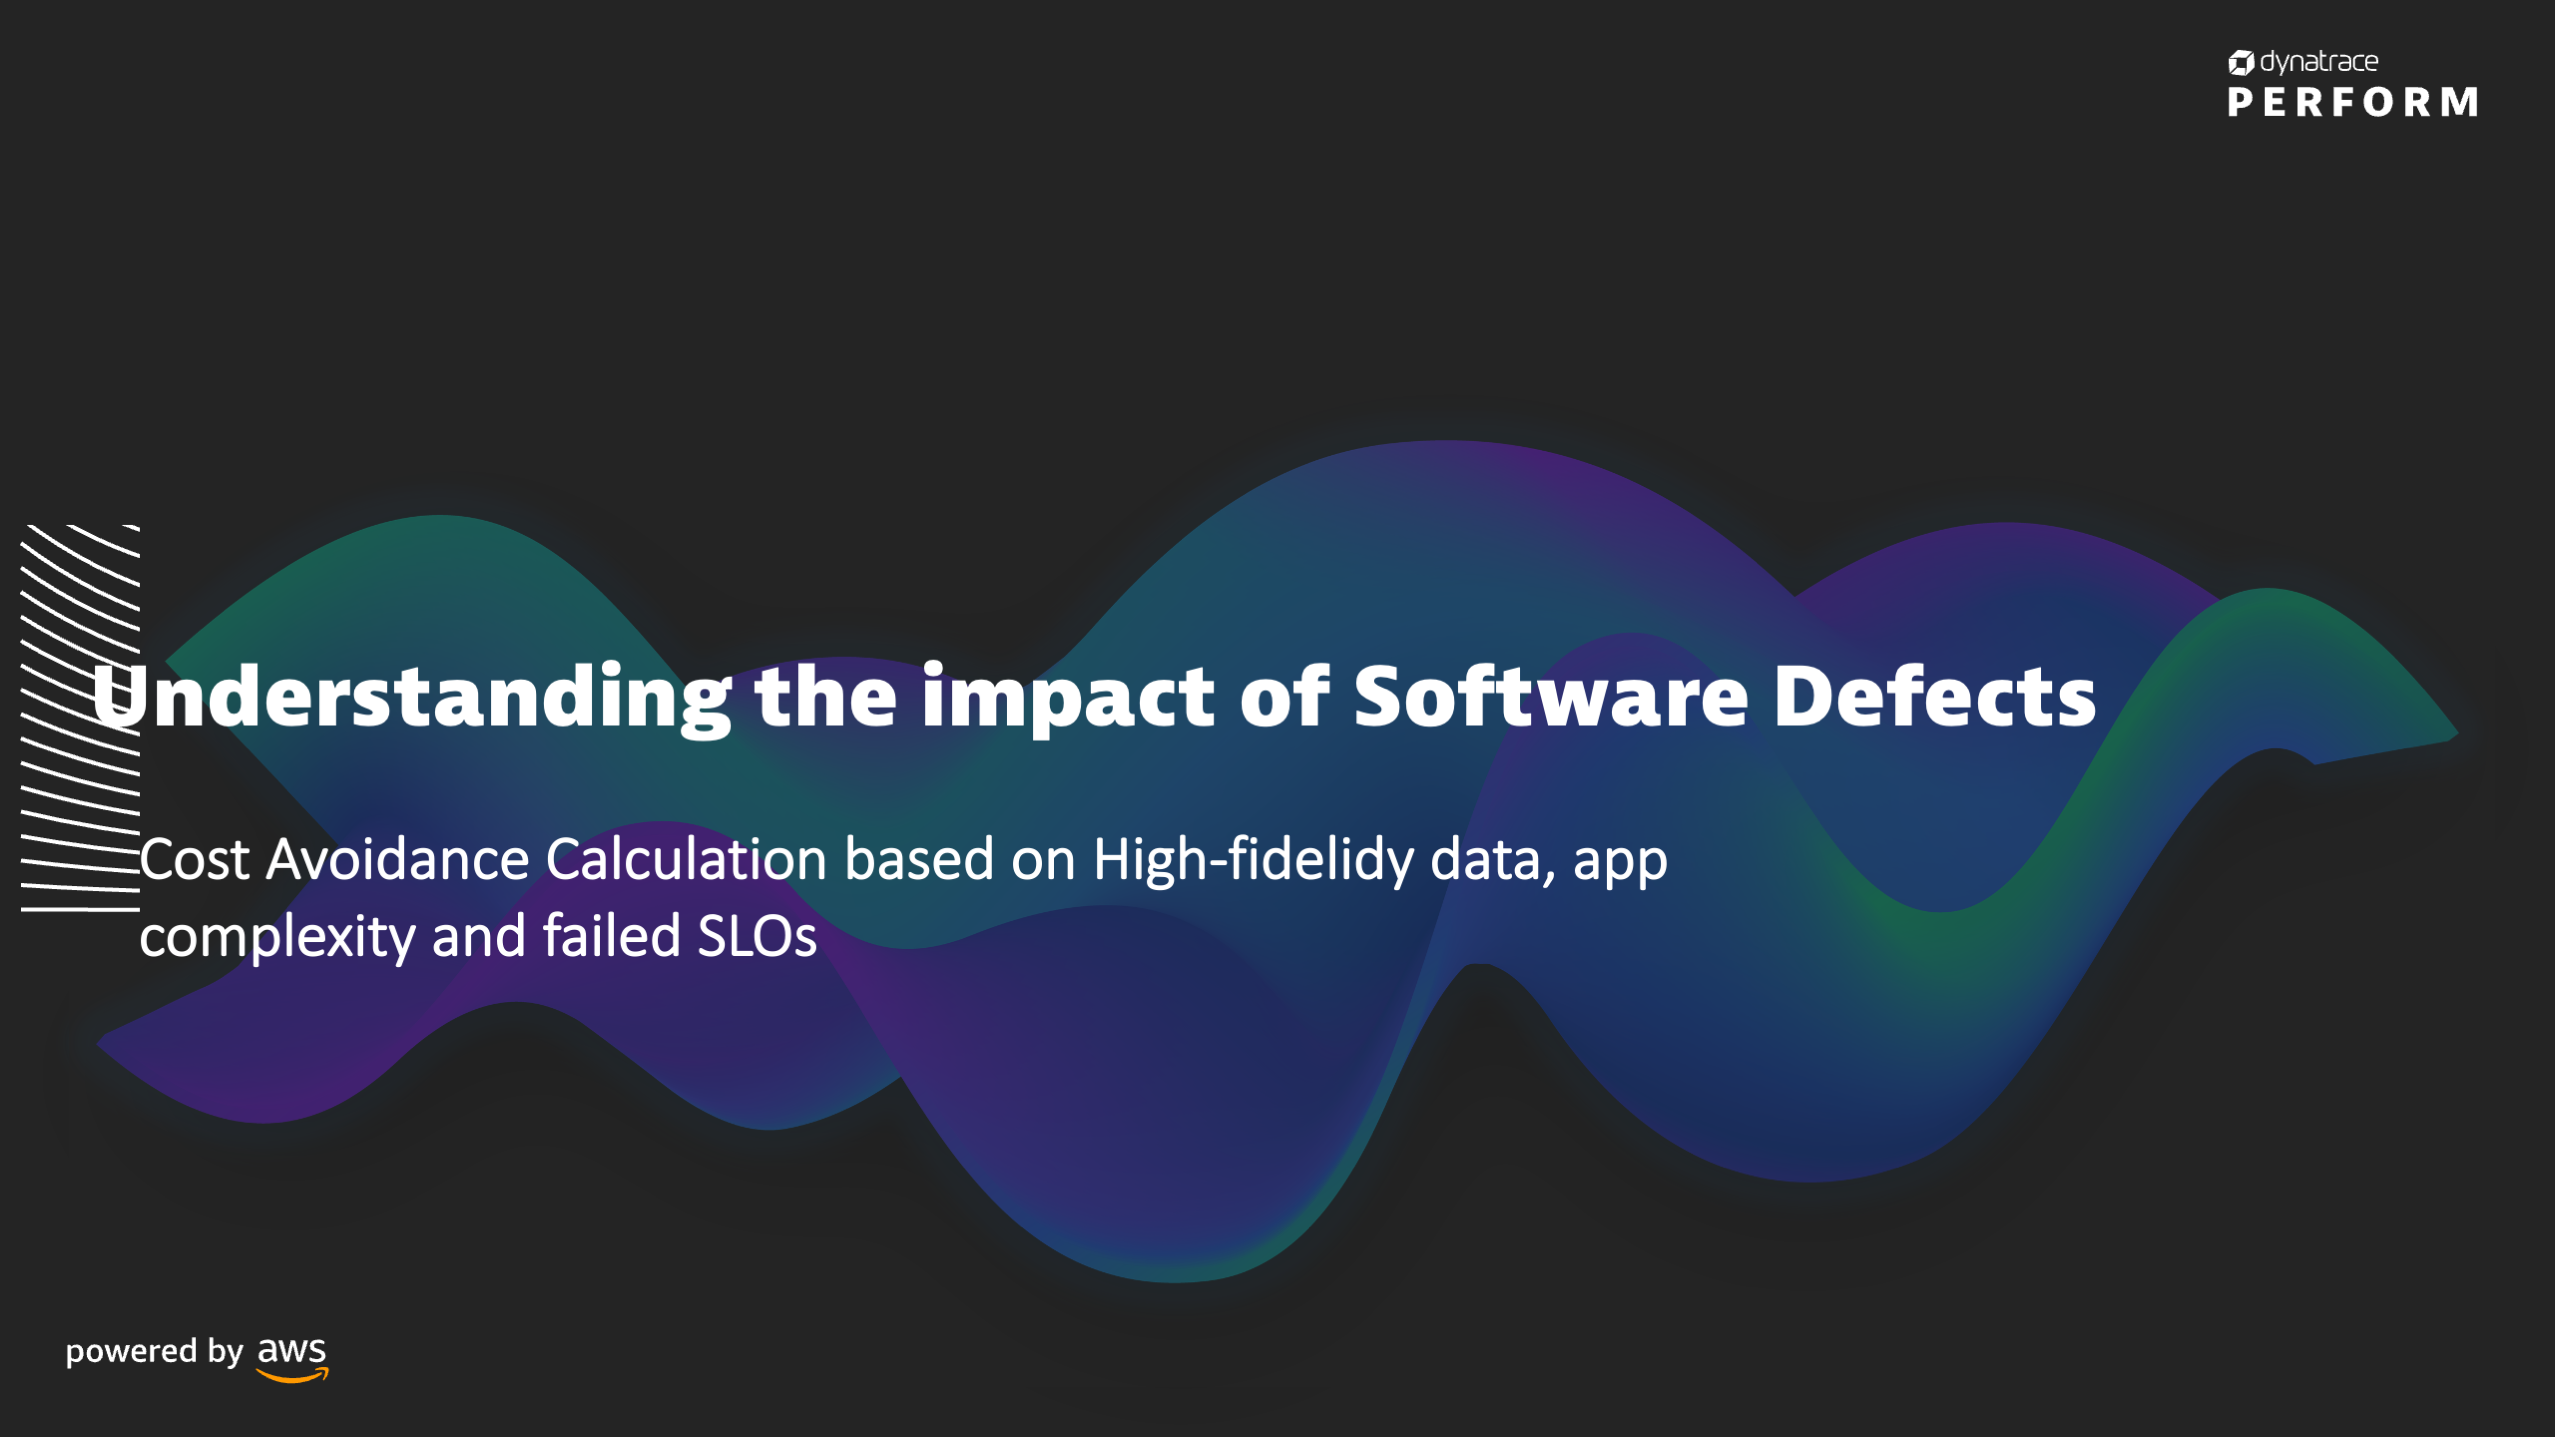 dynatrace
PERFORM
Understanding the impact of Software Defects
Cost Avoidance Calculation based on High-fidelidy data, app
complexity and failed SLOs
powered by aws